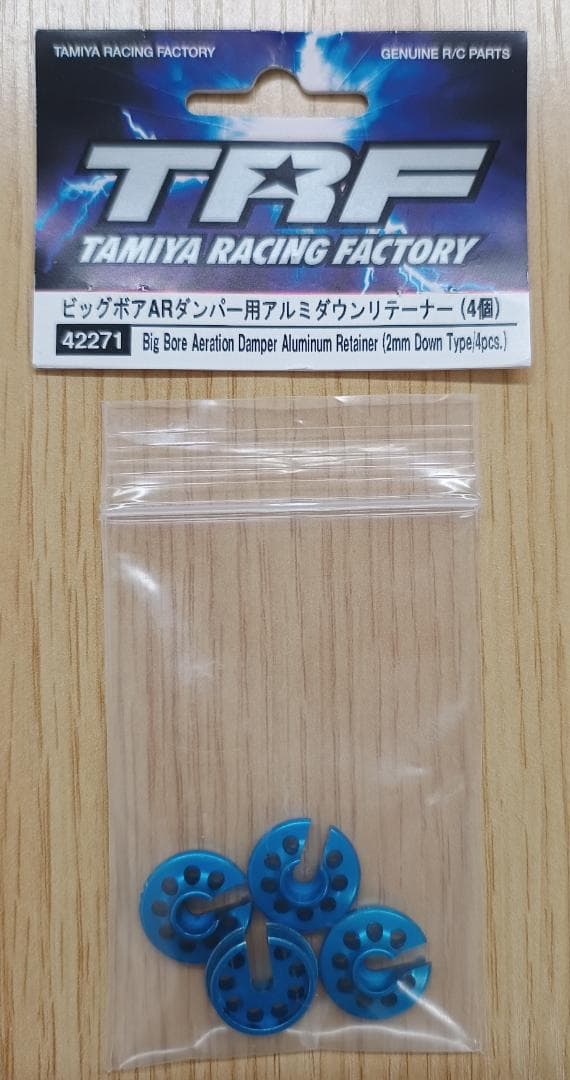 TAMIYA RACING FACTORY
GENUINE R/C PARTS
TRF
TAMIYA RACING FACTORY
ビッグボアARダンパー用アルミダウンリテーナー (4個)
42271 Big Bore Aeration Damper Aluminum Retainer (2mm Down Type/4pcs.)